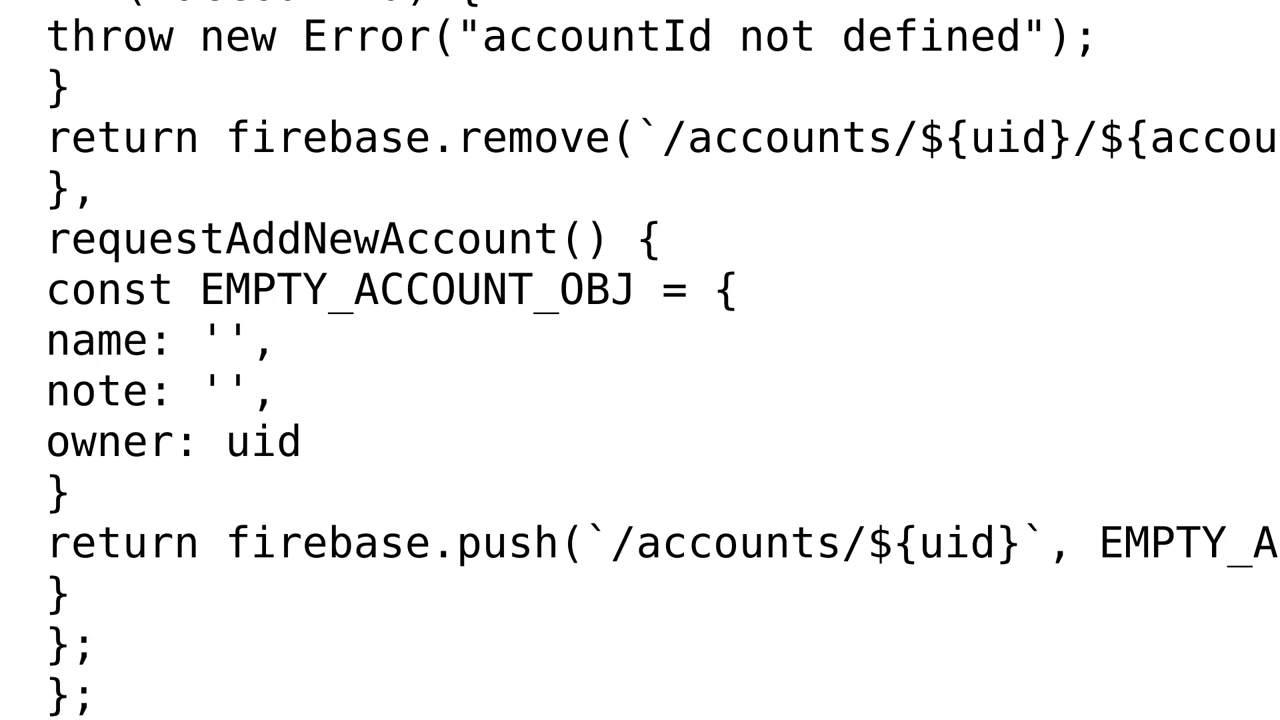 throw new Error("accountId not defined");
}
return firebase.remove(`/accounts/${uid}/${accou
},
requestAddNewAccount() {
const EMPTY_ACCOUNT_OBJ = {
name: '',
note: '',
owner: uid
}
return firebase.push(`/accounts/${uid}`, EMPTY_A
}
};
};